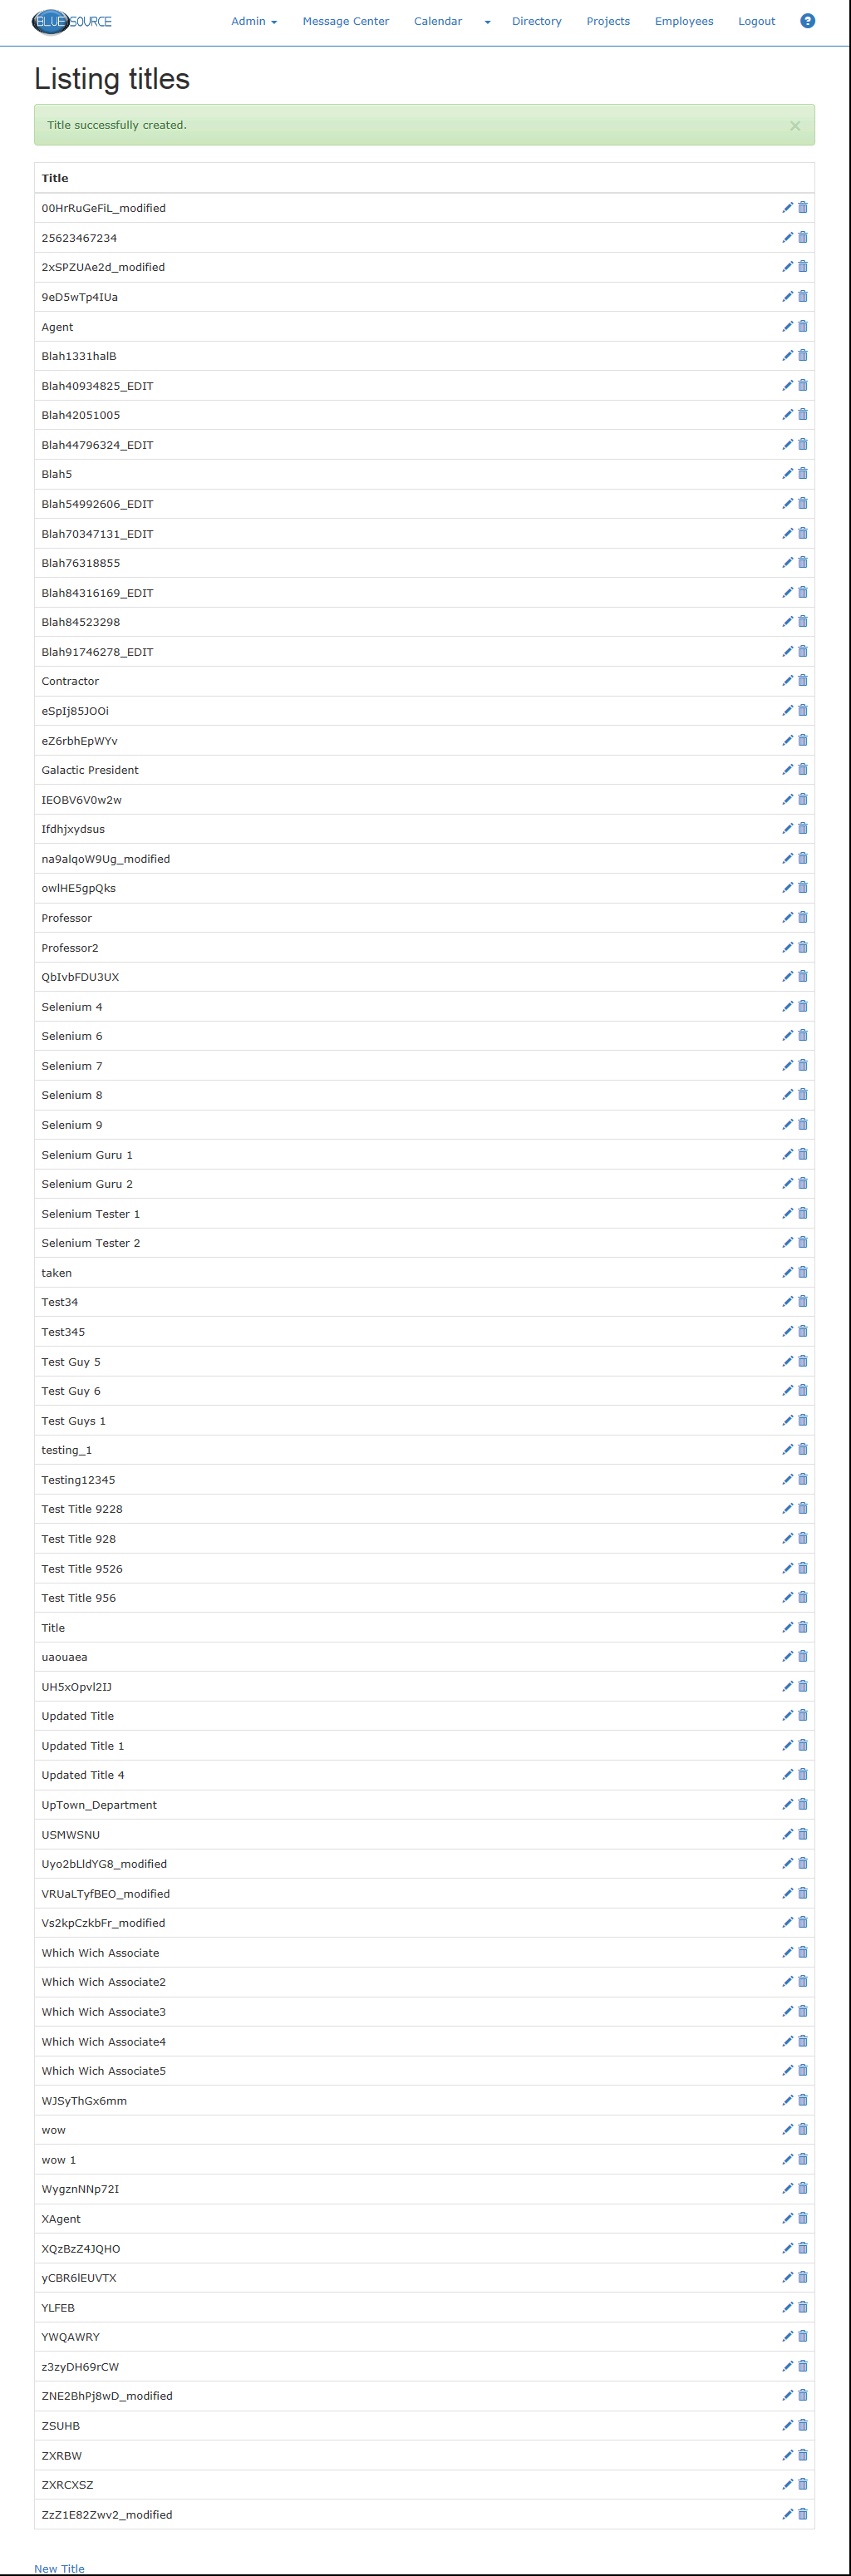 BLUESOURCE Admin Message Center Calendar Directory Projects Employees Logout ?
Listing titles
Title successfully created. ×
Title
00HrRuGeFiL_modified
25623467234
2xSPZUAe2d_modified
9eD5wTp4IUa
Agent
Blah1331halB
Blah40934825_EDIT
Blah42051005
Blah44796324_EDIT
Blah5
Blah54992606_EDIT
Blah70347131_EDIT
Blah76318855
Blah84316169_EDIT
Blah84523298
Blah91746278_EDIT
Contractor
eSpIj85JOOi
eZ6rbhEpWYv
Galactic President
IEOBV6V0w2w
Ifdhjxydsus
na9alqoW9Ug_modified
owlHE5gpQks
Professor
Professor2
QbIvbFDU3UX
Selenium 4
Selenium 6
Selenium 7
Selenium 8
Selenium 9
Selenium Guru 1
Selenium Guru 2
Selenium Tester 1
Selenium Tester 2
taken
Test34
Test345
Test Guy 5
Test Guy 6
Test Guys 1
testing_1
Testing12345
Test Title 9228
Test Title 928
Test Title 9526
Test Title 956
Title
uaouaea
UH5xOpvl2IJ
Updated Title
Updated Title 1
Updated Title 4
UpTown_Department
USMWSNU
Uyo2bLldYG8_modified
VRUaLTyfBEO_modified
Vs2kpCzkbFr_modified
Which Wich Associate
Which Wich Associate2
Which Wich Associate3
Which Wich Associate4
Which Wich Associate5
WJSyThGx6mm
wow
wow 1
WygznNNp72I
XAgent
XQzBzZ4JQHO
yCBR6lEUVTX
YLFEB
YWQAWRY
z3zyDH69rCW
ZNE2BhPj8wD_modified
ZSUHB
ZXRBW
ZXRCXSZ
ZzZ1E82Zwv2_modified
New Title